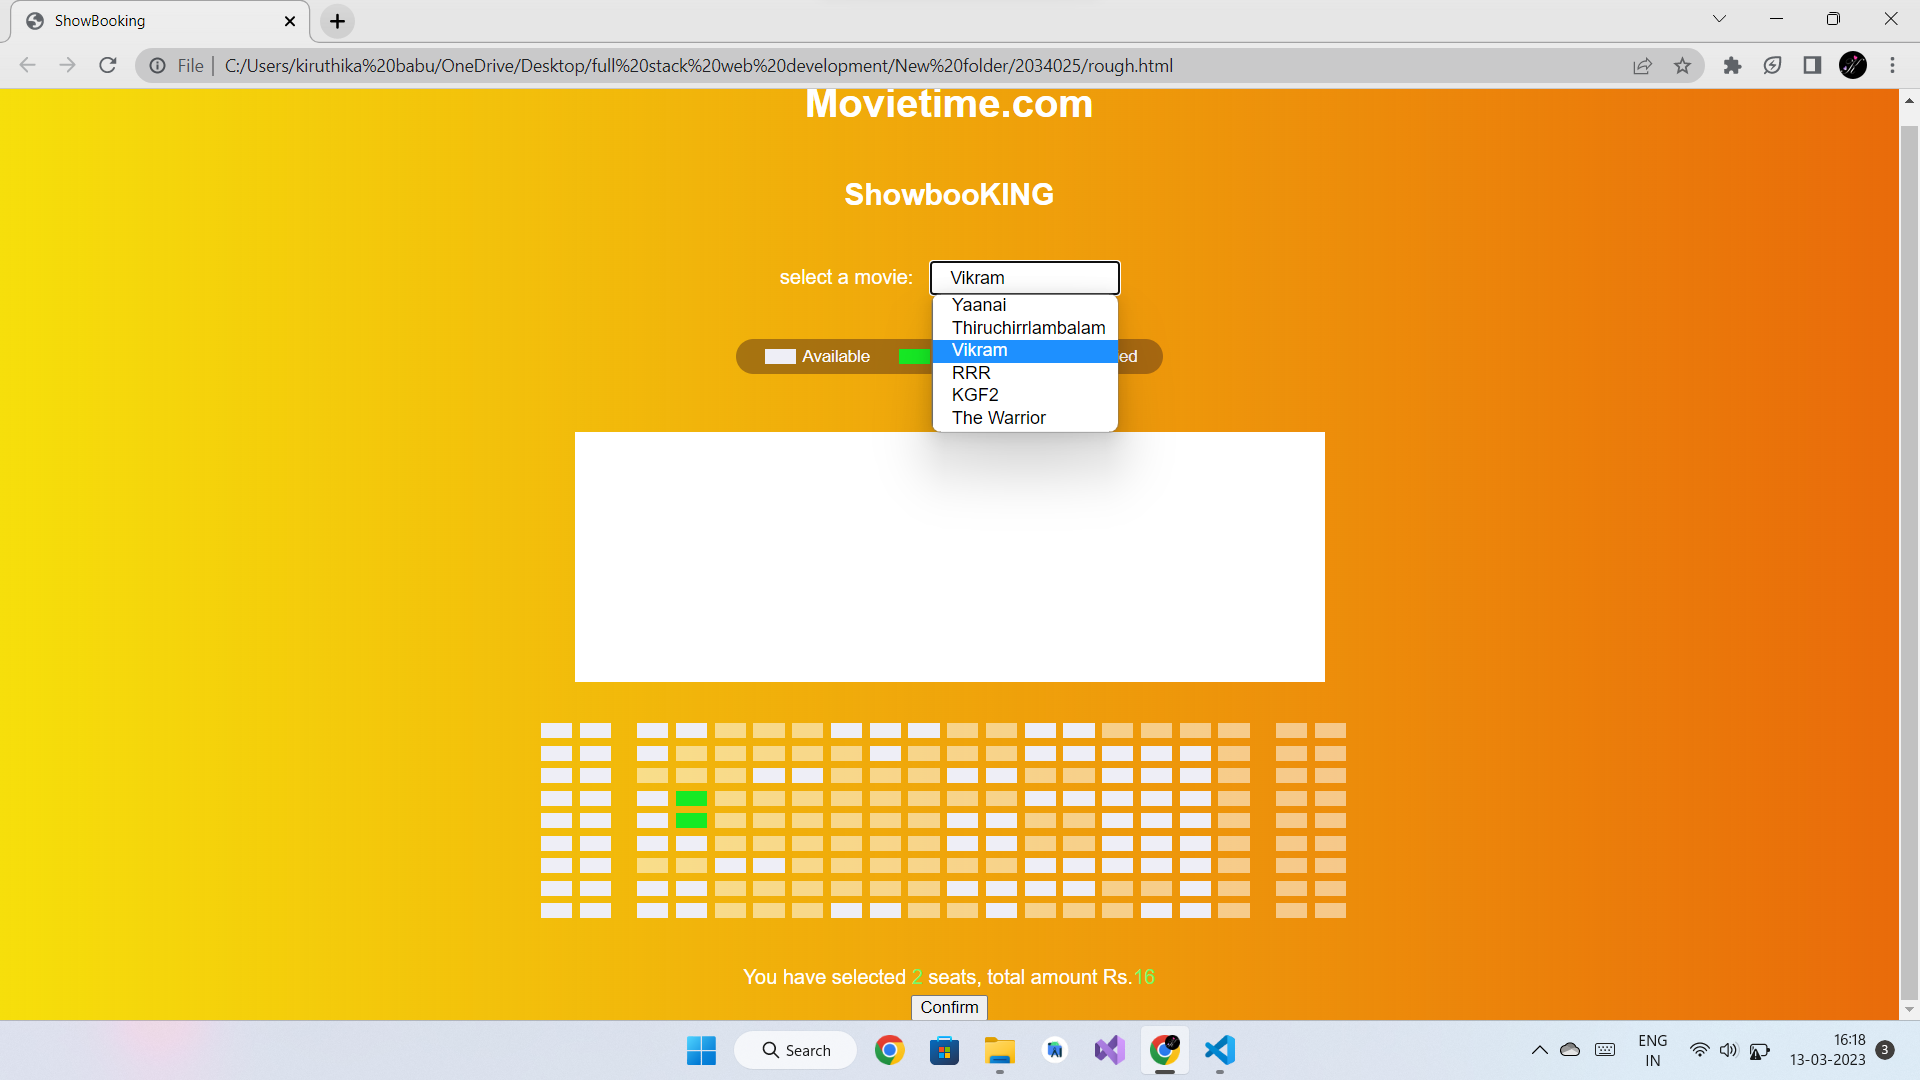 ShowBooking
File
C:/Users/kiruthika%20babu/OneDrive/Desktop/full%20stack%20web%20development/New%20folder/2034025/rough.html
Movietime.com
ShowbooKING
select a movie: Vikram
Yaanai
Thiruchirrlambalam
Vikram
RRR
KGF2
The Warrior
Available
ed
You have selected 2 seats, total amount Rs.16
Confirm
Search
ENG
IN
16:18
13-03-2023
3